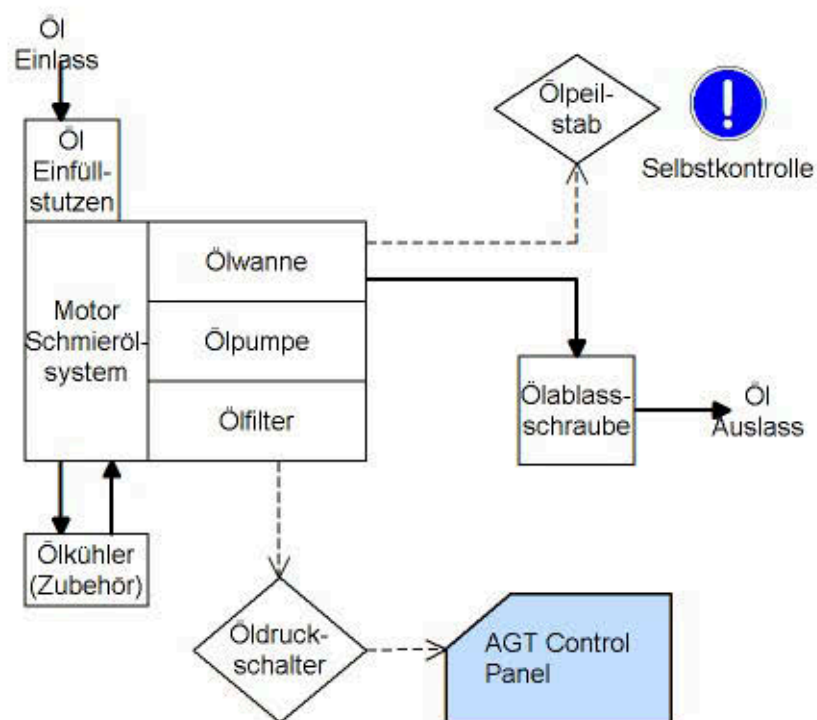 Öl
Einlass
Öl
Einfüll-
stutzen
Ölpeil-
stab
!
Selbstkontrolle
Motor
Schmieröl-
system
Ölwanne
Ölpumpe
Ölfilter
Ölablass-
schraube
Öl
Auslass
Ölkühler
(Zubehör)
Öldruck-
schalter
AGT Control
Panel